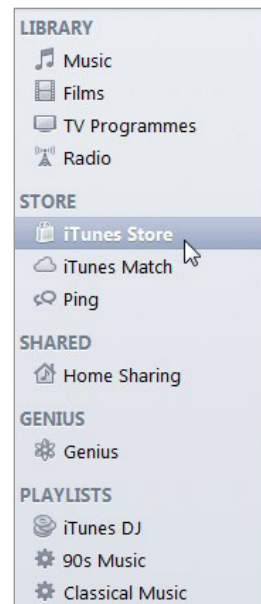 LIBRARY
Music
Films
TV Programmes
Radio
STORE
iTunes Store
iTunes Match
Ping
SHARED
Home Sharing
GENIUS
Genius
PLAYLISTS
iTunes DJ
90s Music
Classical Music